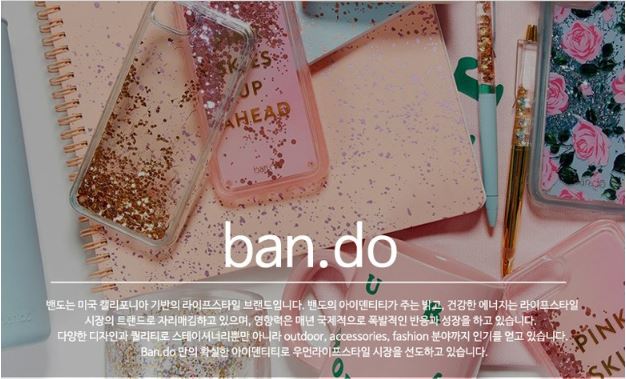 KIES
UP
AHEAD
ban.do
밴도는 미국 캘리포니아 기반의 라이프스타일 브랜드입니다. 밴도의 아이덴티티가 주는 밝고, 건강한 에너지는 라이프스타일
시장의 트랜드로 자리매김하고 있으며, 영향력은 매년 국제적으로 폭발적인 반응과 성장을 하고 있습니다.
다양한 디자인과 퀄리티로 스테이셔너리뿐만 아니라 outdoor, accessories, fashion 분야까지 인기를 얻고 있습니다.
Ban.do 만의 확실한 아이덴티티로 우먼라이프스타일 시장을 선도하고 있습니다.
PINK